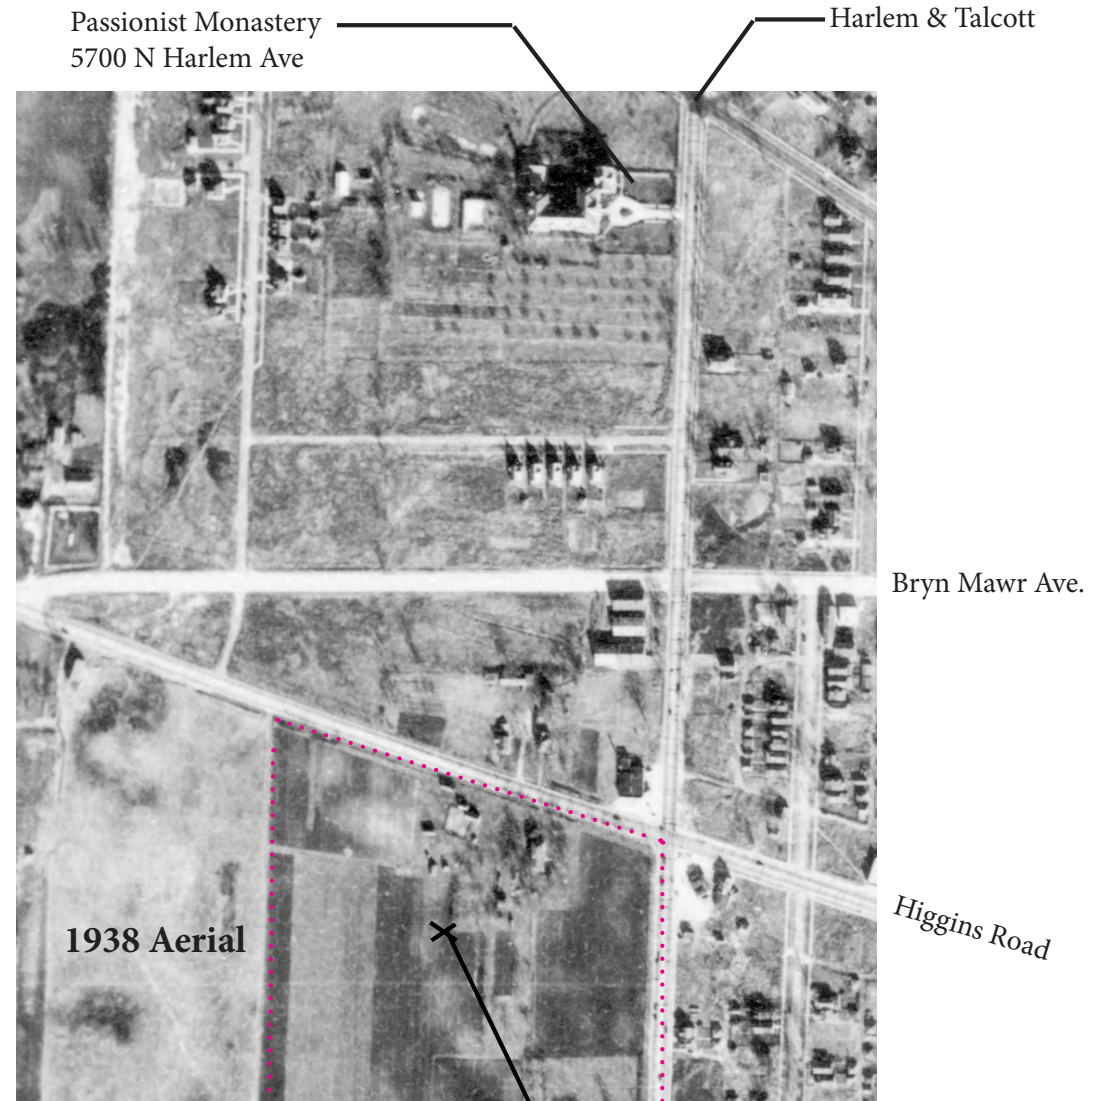 Passionist Monastery
5700 N Harlem Ave
Harlem & Talcott
Bryn Mawr Ave.
Higgins Road
1938 Aerial